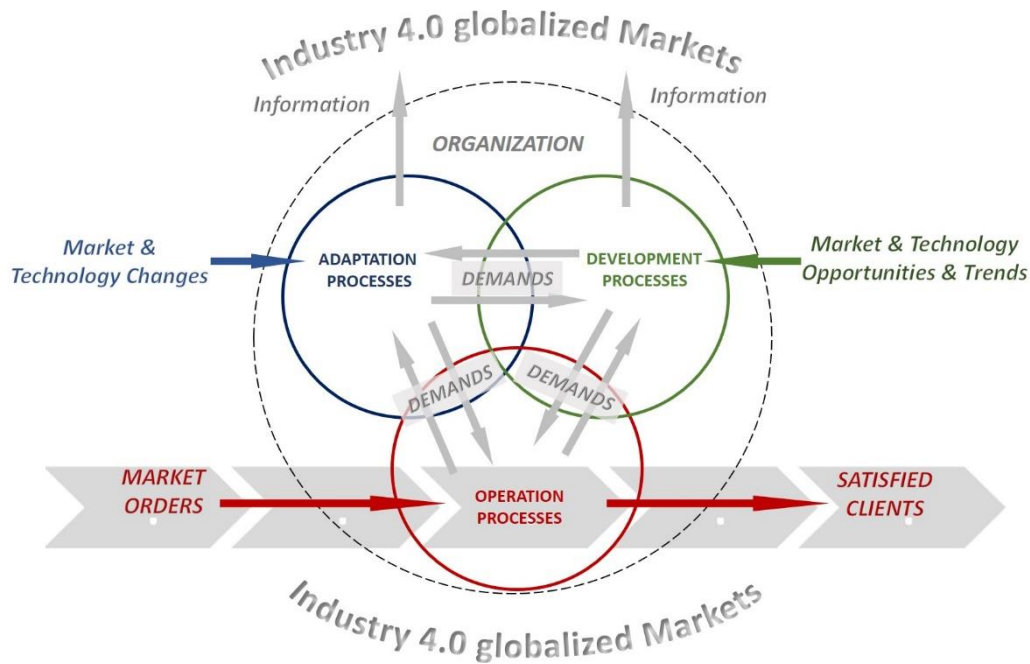 Industry 4.0 globalized Markets
Information
Information
ORGANIZATION
Market &
Technology Changes
ADAPTATION
PROCESSES
DEMANDS
DEVELOPMENT
PROCESSES
Market & Technology
Opportunities & Trends
DEMANDS
DEMANDS
MARKET
ORDERS
OPERATION
PROCESSES
SATISFIED
CLIENTS
Industry 4.0 globalized Markets